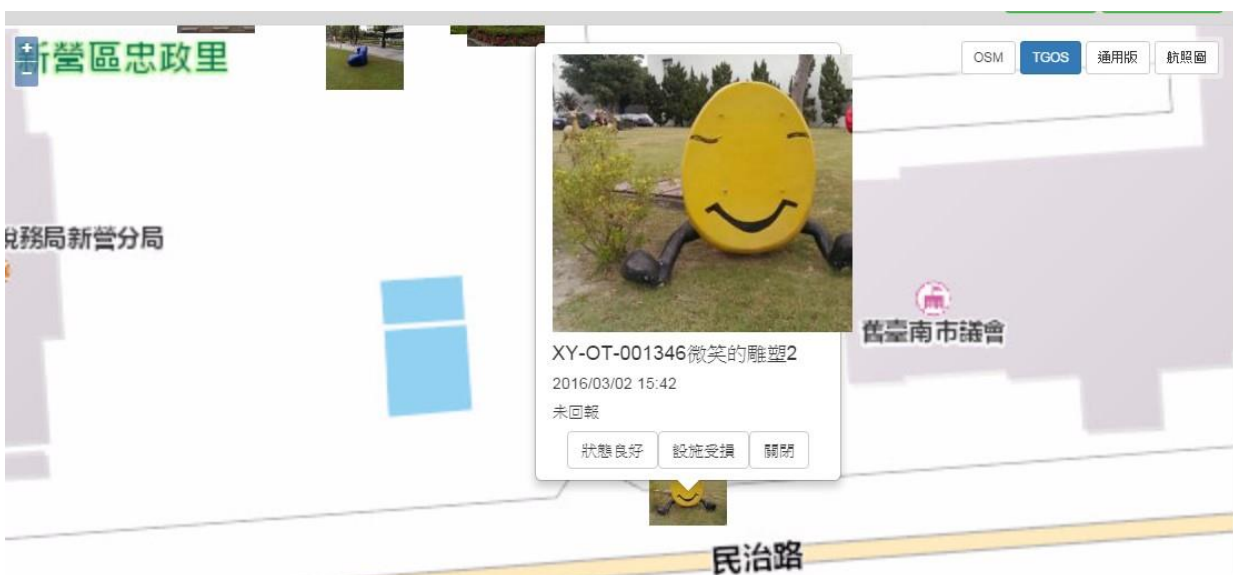 新營區忠政里
+
−
OSM
TGOS
通用版
航照圖
稅務局新營分局
舊臺南市議會
XY-OT-001346微笑的雕塑2
2016/03/02 15:42
未回報
狀態良好
設施受損
關閉
民治路